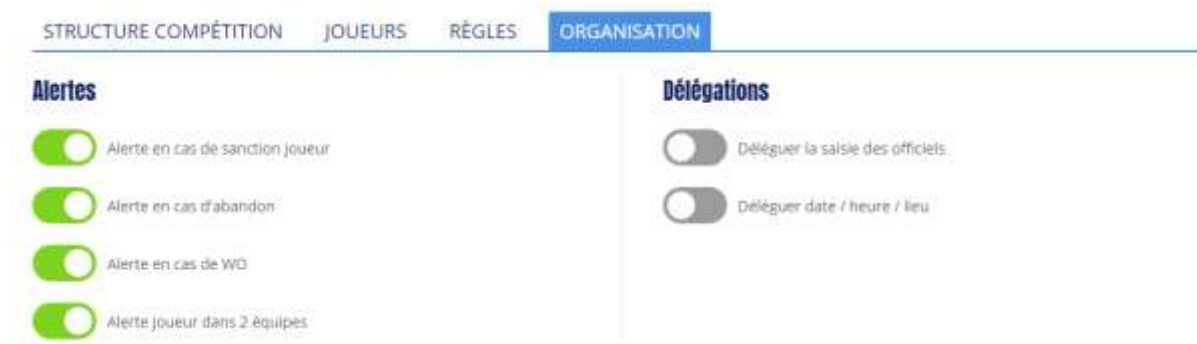 STRUCTURE COMPÉTITION JOUEURS RÈGLES ORGANISATION
Alertes
Alerte en cas de sanction joueur
Alerte en cas d'abandon
Alerte en cas de WO
Alerte joueur dans 2 équipes
Délégations
Déléguer la saisie des officiels
Déléguer date / heure / lieu